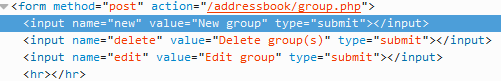 <form method="post" action="/addressbook/group.php">
<input name="new" value="New group" type="submit"></input>
<input name="delete" value="Delete group(s)" type="submit"></input>
<input name="edit" value="Edit group" type="submit"></input>
<hr></hr>